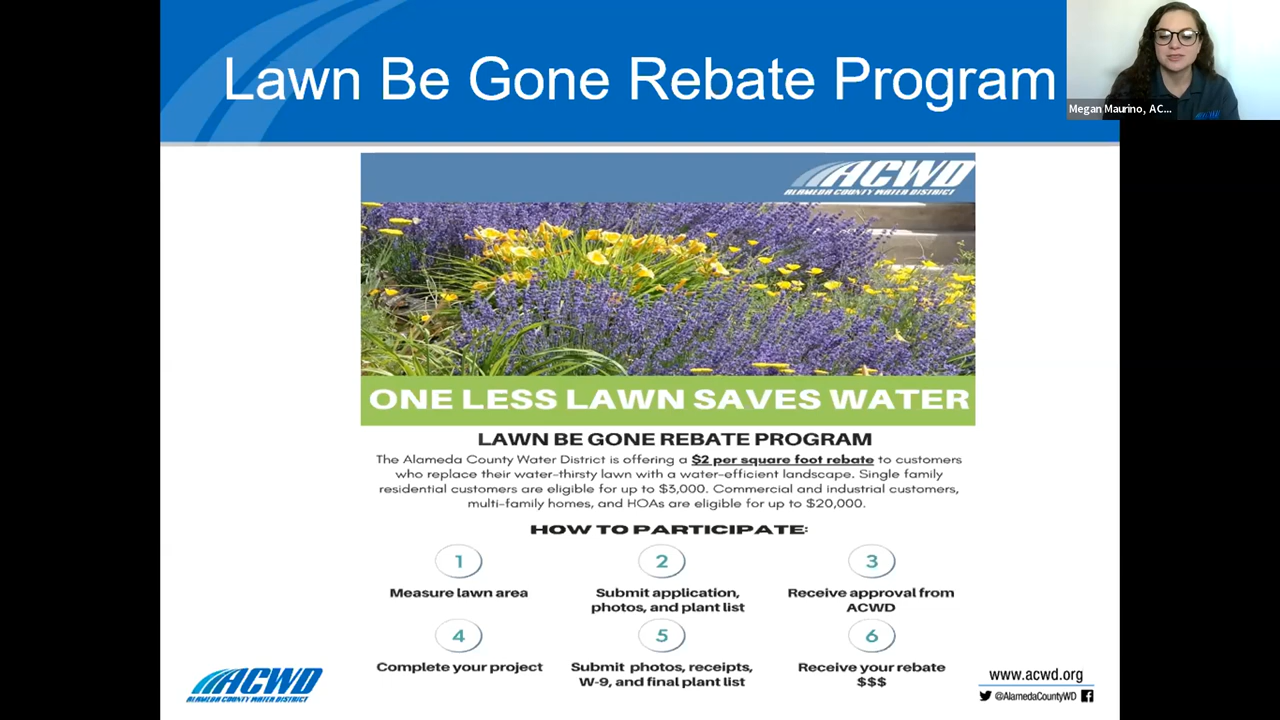 Lawn Be Gone Rebate Program
Megan Maurino, AC...
ACWD
ALAMEDA COUNTY WATER DISTRICT
ONE LESS LAWN SAVES WATER
LAWN BE GONE REBATE PROGRAM
The Alameda County Water District is offering a $2 per square foot rebate to customers
who replace their water-thirsty lawn with a water-efficient landscape. Single family
residential customers are eligible for up to $3,000. Commercial and industrial customers,
multi-family homes, and HOAs are eligible for up to $20,000.
HOW TO PARTICIPATE:
1
Measure lawn area
2
Submit application,
photos, and plant list
3
Receive approval from
ACWD
4
Complete your project
5
Submit photos, receipts,
W-9, and final plant list
6
Receive your rebate
$$$
ACWD
ALAMEDA COUNTY WATER DISTRICT
www.acwd.org
@AlamedaCountyWD